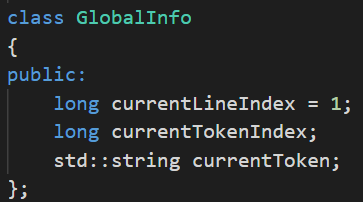 class GlobalInfo
{
public:
    long currentLineIndex = 1;
    long currentTokenIndex;
    std::string currentToken;
};